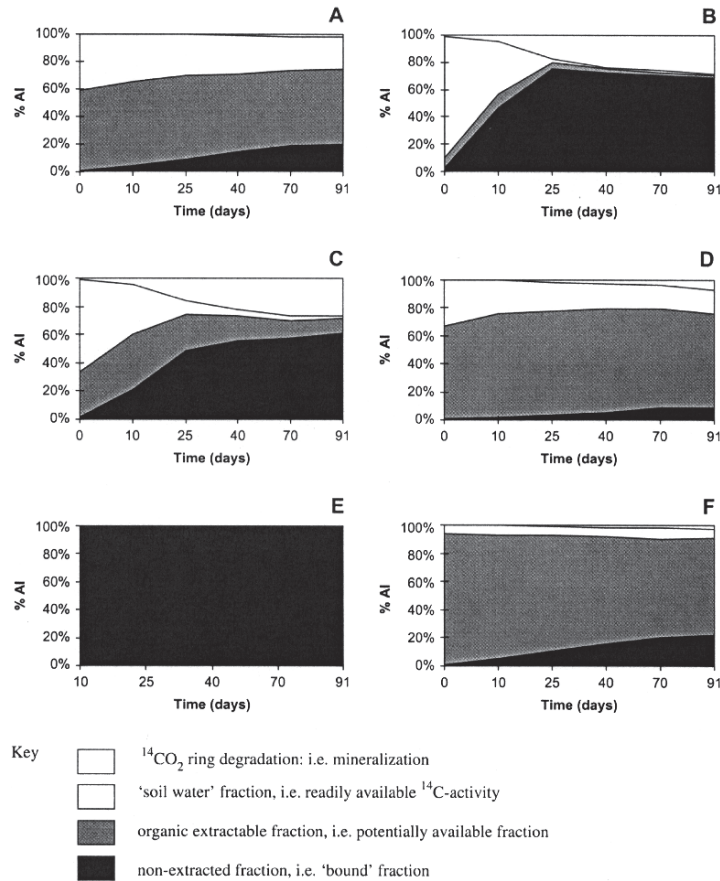 A
100%
80%
60%
40%
20%
0%
% AI
0 10 25 40 70 91
Time (days)
B
100%
80%
60%
40%
20%
0%
% AI
0 10 25 40 70 91
Time (days)
C
100%
80%
60%
40%
20%
0%
% AI
0 10 25 40 70 91
Time (days)
D
100%
80%
60%
40%
20%
0%
% AI
0 10 25 40 70 91
Time (days)
E
100%
80%
60%
40%
20%
0%
% AI
10 25 40 70 91
Time (days)
F
100%
80%
60%
40%
20%
0%
% AI
0 10 25 40 70 91
Time (days)
Key
¹⁴CO₂ ring degradation: i.e. mineralization
‘soil water’ fraction, i.e. readily available ¹⁴C-activity
organic extractable fraction, i.e. potentially available fraction
non-extracted fraction, i.e. ‘bound’ fraction